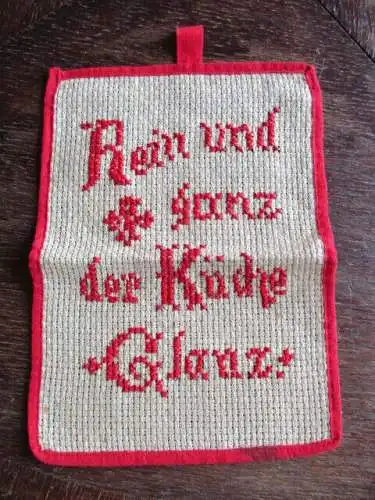 Rein und
ganz
der Küche
Glanz